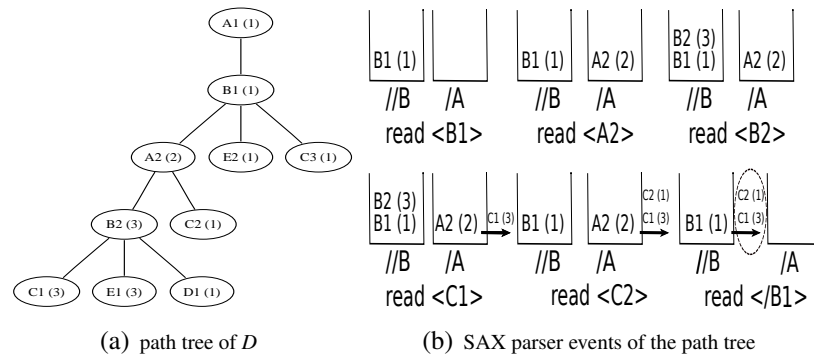 A1 (1)
B1 (1)
A2 (2)
E2 (1)
C3 (1)
B2 (3)
C2 (1)
C1 (3)
E1 (3)
D1 (1)
(a) path tree of D
B1 (1)
//B
/A
read <B1>
B1 (1)
A2 (2)
//B
/A
read <A2>
B2 (3)
B1 (1)
A2 (2)
//B
/A
read <B2>
B2 (3)
B1 (1)
A2 (2)
C1 (3)
//B
/A
read <C1>
B1 (1)
A2 (2)
C2 (1)
C1 (3)
//B
/A
read <C2>
B1 (1)
C2 (1)
C1 (3)
//B
/A
read </B1>
(b) SAX parser events of the path tree